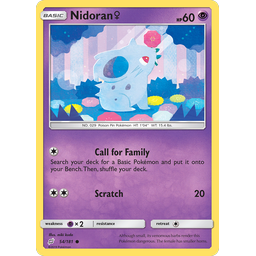 BASIC
Nidoran♀
HP60
NO. 029 Poison Pin Pokémon HT: 1'04" WT: 15.4 lbs.
Call for Family
Search your deck for a Basic Pokémon and put it onto
your Bench. Then, shuffle your deck.
Scratch 20
weakness ×2 resistance retreat